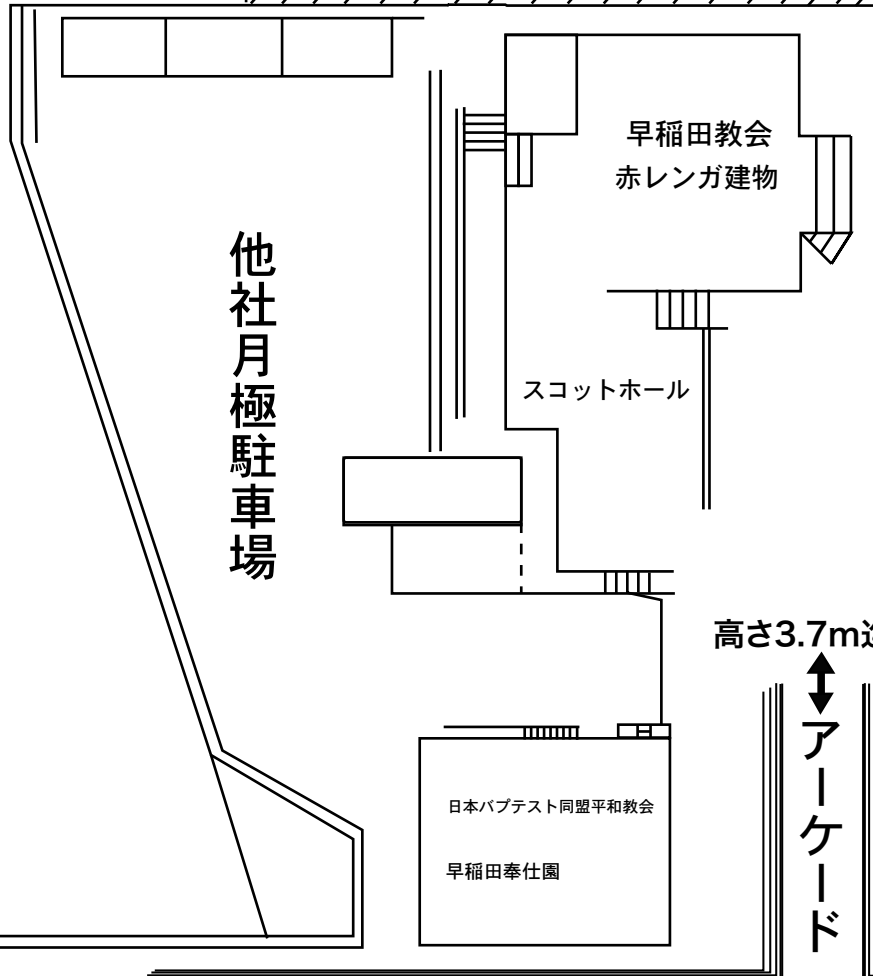 早稲田教会
赤レンガ建物
他社月極駐車場
スコットホール
高さ3.7m
アーケード
日本バプテスト同盟平和教会
早稲田奉仕園